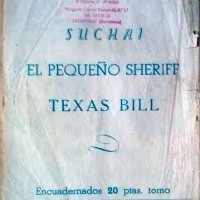 SUCHAI
EL PEQUEÑO SHERIFF
TEXAS BILL
Encuadernados 20 ptas. tomo